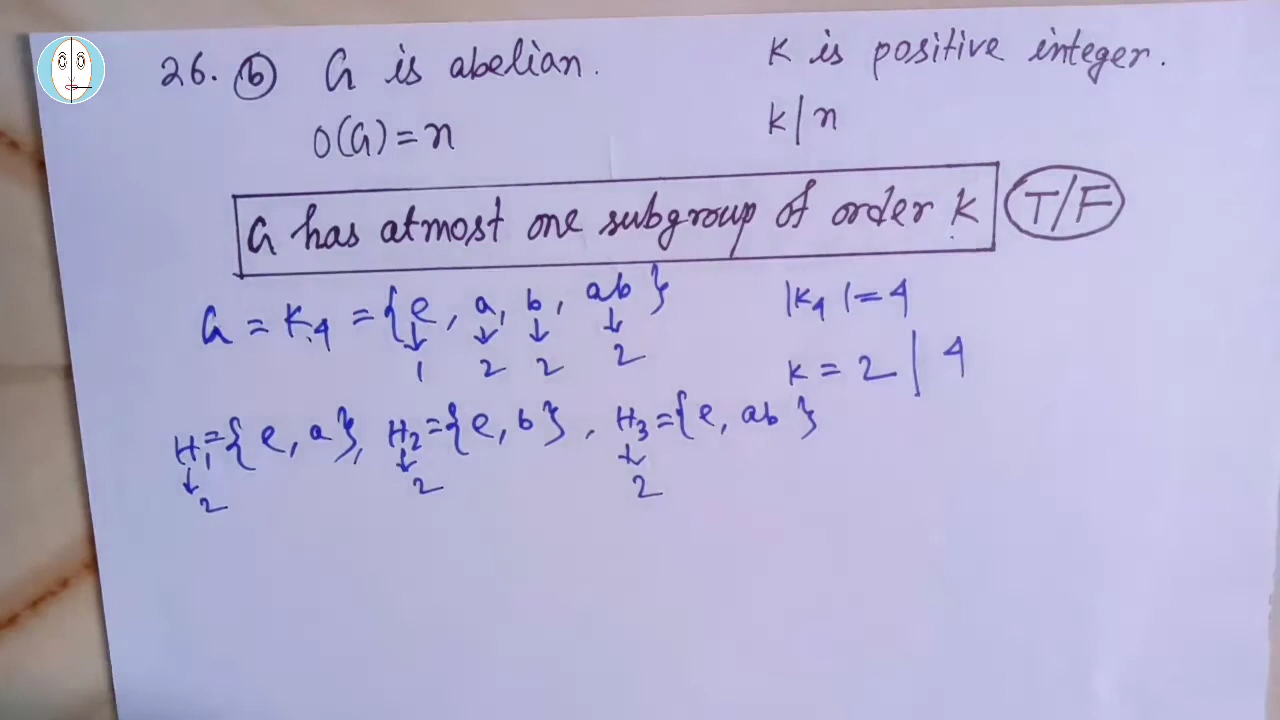 26. (b) G is abelian. K is positive integer.
O(G) = n K/n
G has atmost one subgroup of order K T/F
G = K4 = {e, a, b, ab} |K4| = 4
↓ ↓ ↓ ↓
1 2 2 2 K = 2 | 4
H1 = {e, a}, H2 = {e, b}, H3 = {e, ab}
↓ ↓ ↓
2 2 2